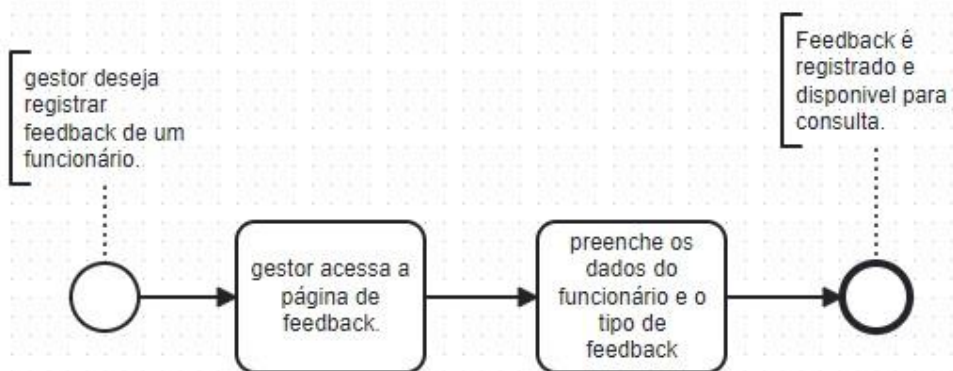 gestor deseja
registrar
feedback de um
funcionário.
gestor acessa a
página de
feedback.
preenche os
dados do
funcionário e o
tipo de
feedback
Feedback é
registrado e
disponivel para
consulta.